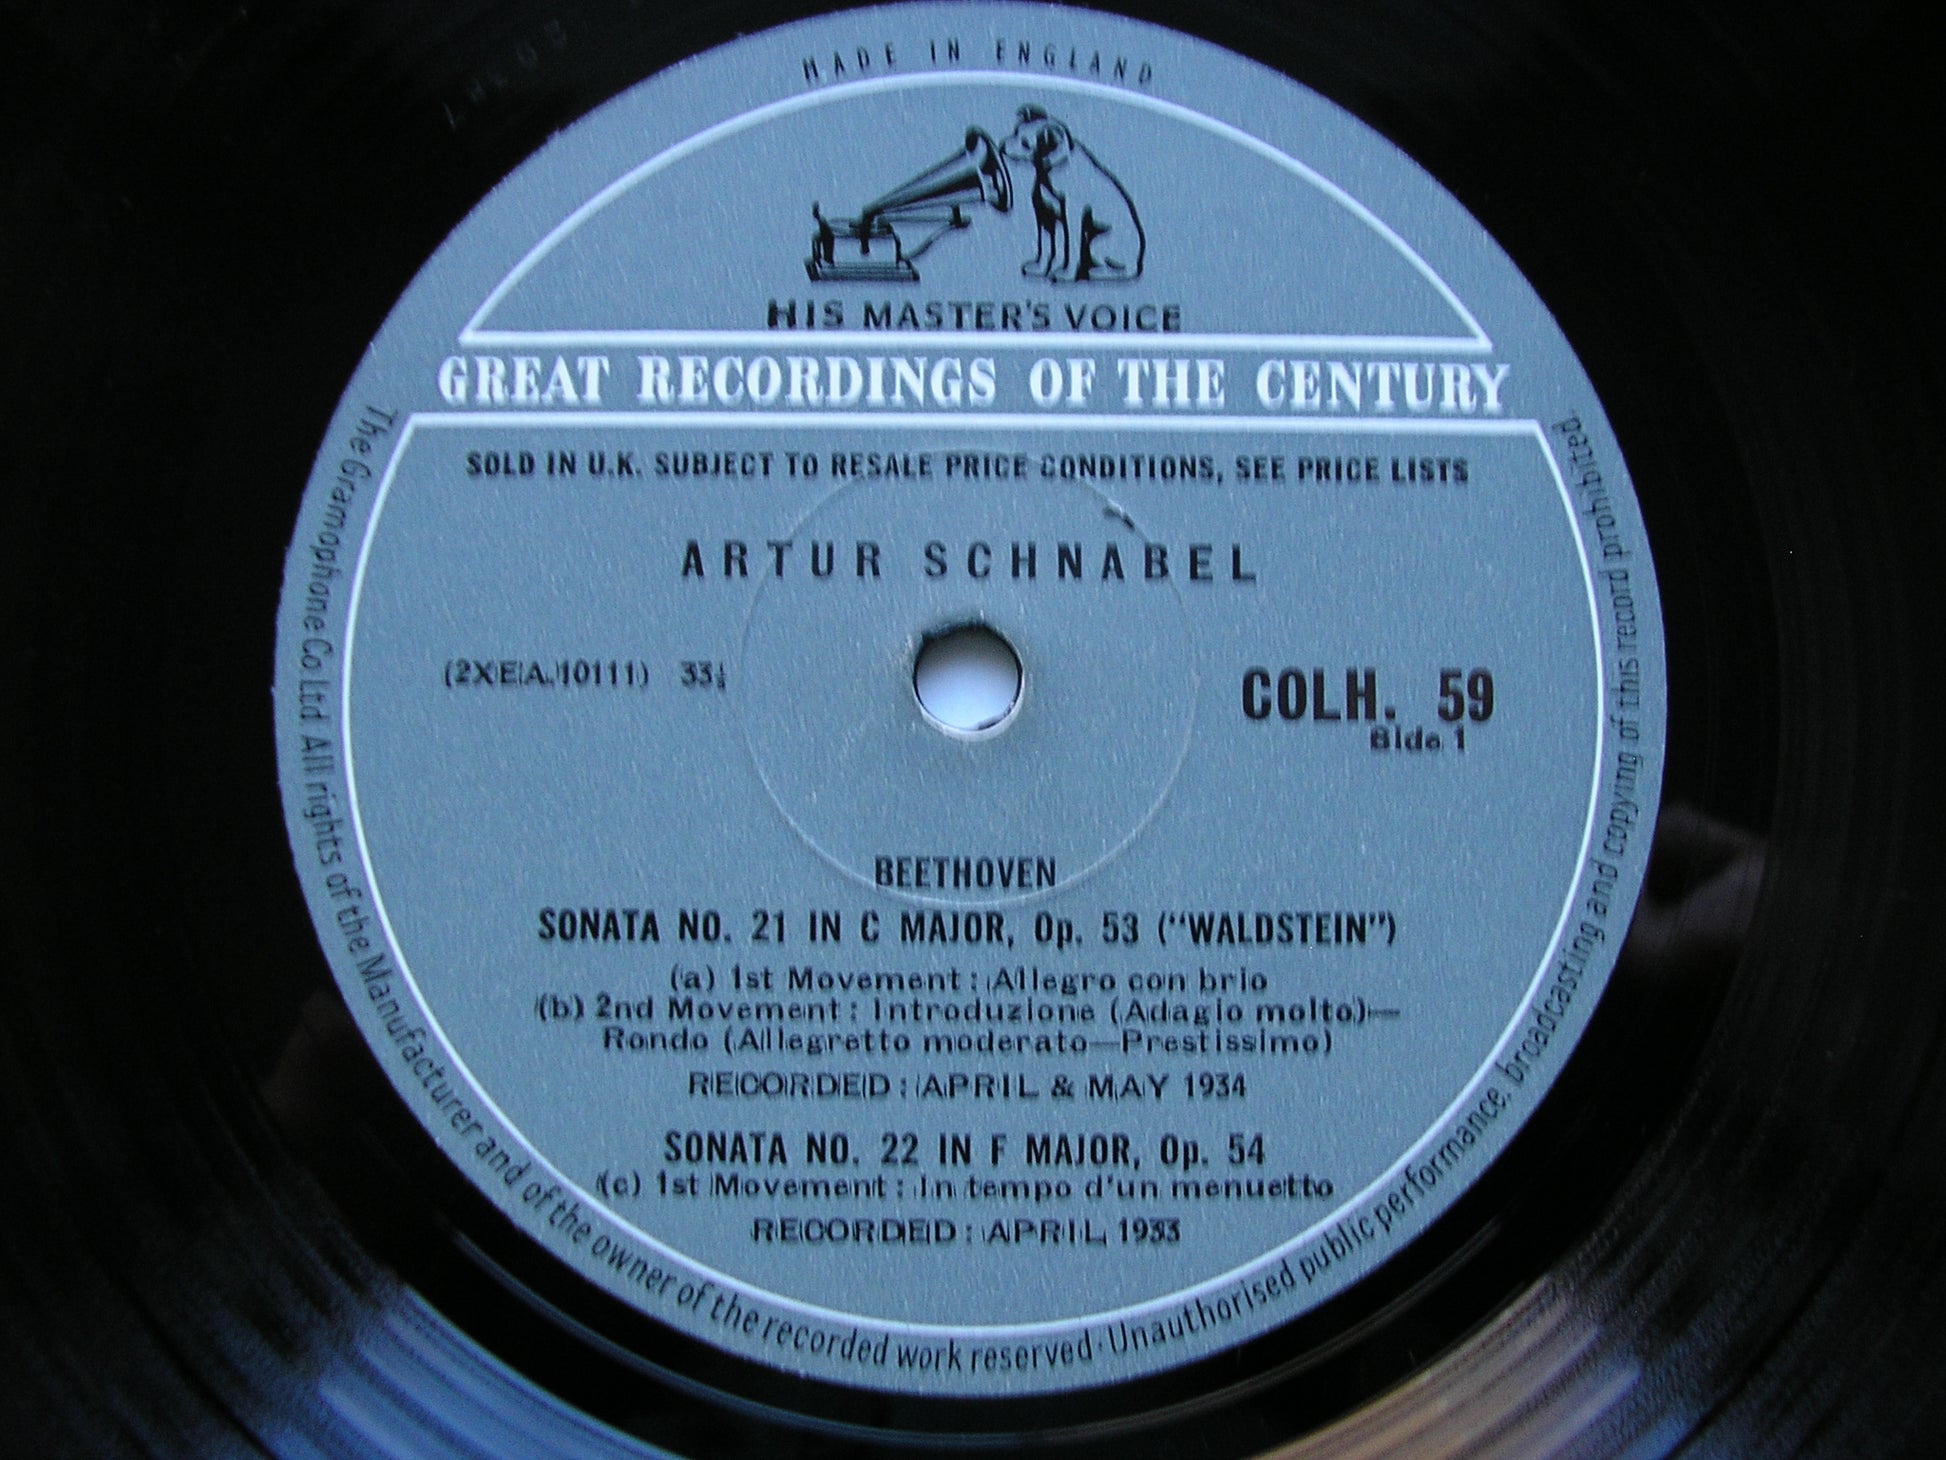 MADE IN ENGLAND
HIS MASTER'S VOICE
GREAT RECORDINGS OF THE CENTURY
SOLD IN U.K. SUBJECT TO RESALE PRICE CONDITIONS, SEE PRICE LISTS
ARTUR SCHNABEL
(2XEA.10111) 33⅓
COLH. 59
Side 1
BEETHOVEN
SONATA NO. 21 IN C MAJOR, Op. 53 ("WALDSTEIN")
(a) 1st Movement : Allegro con brio
(b) 2nd Movement : Introduzione (Adagio molto)—
Rondo (Allegretto moderato—Prestissimo)
RECORDED : APRIL & MAY 1934
SONATA NO. 22 IN F MAJOR, Op. 54
(c) 1st Movement : In tempo d'un menuetto
RECORDED : APRIL 1933
The Gramophone Co Ltd. All rights of the Manufacturer and of the owner of the recorded work reserved · Unauthorised public performance, broadcasting and copying of this record prohibited.